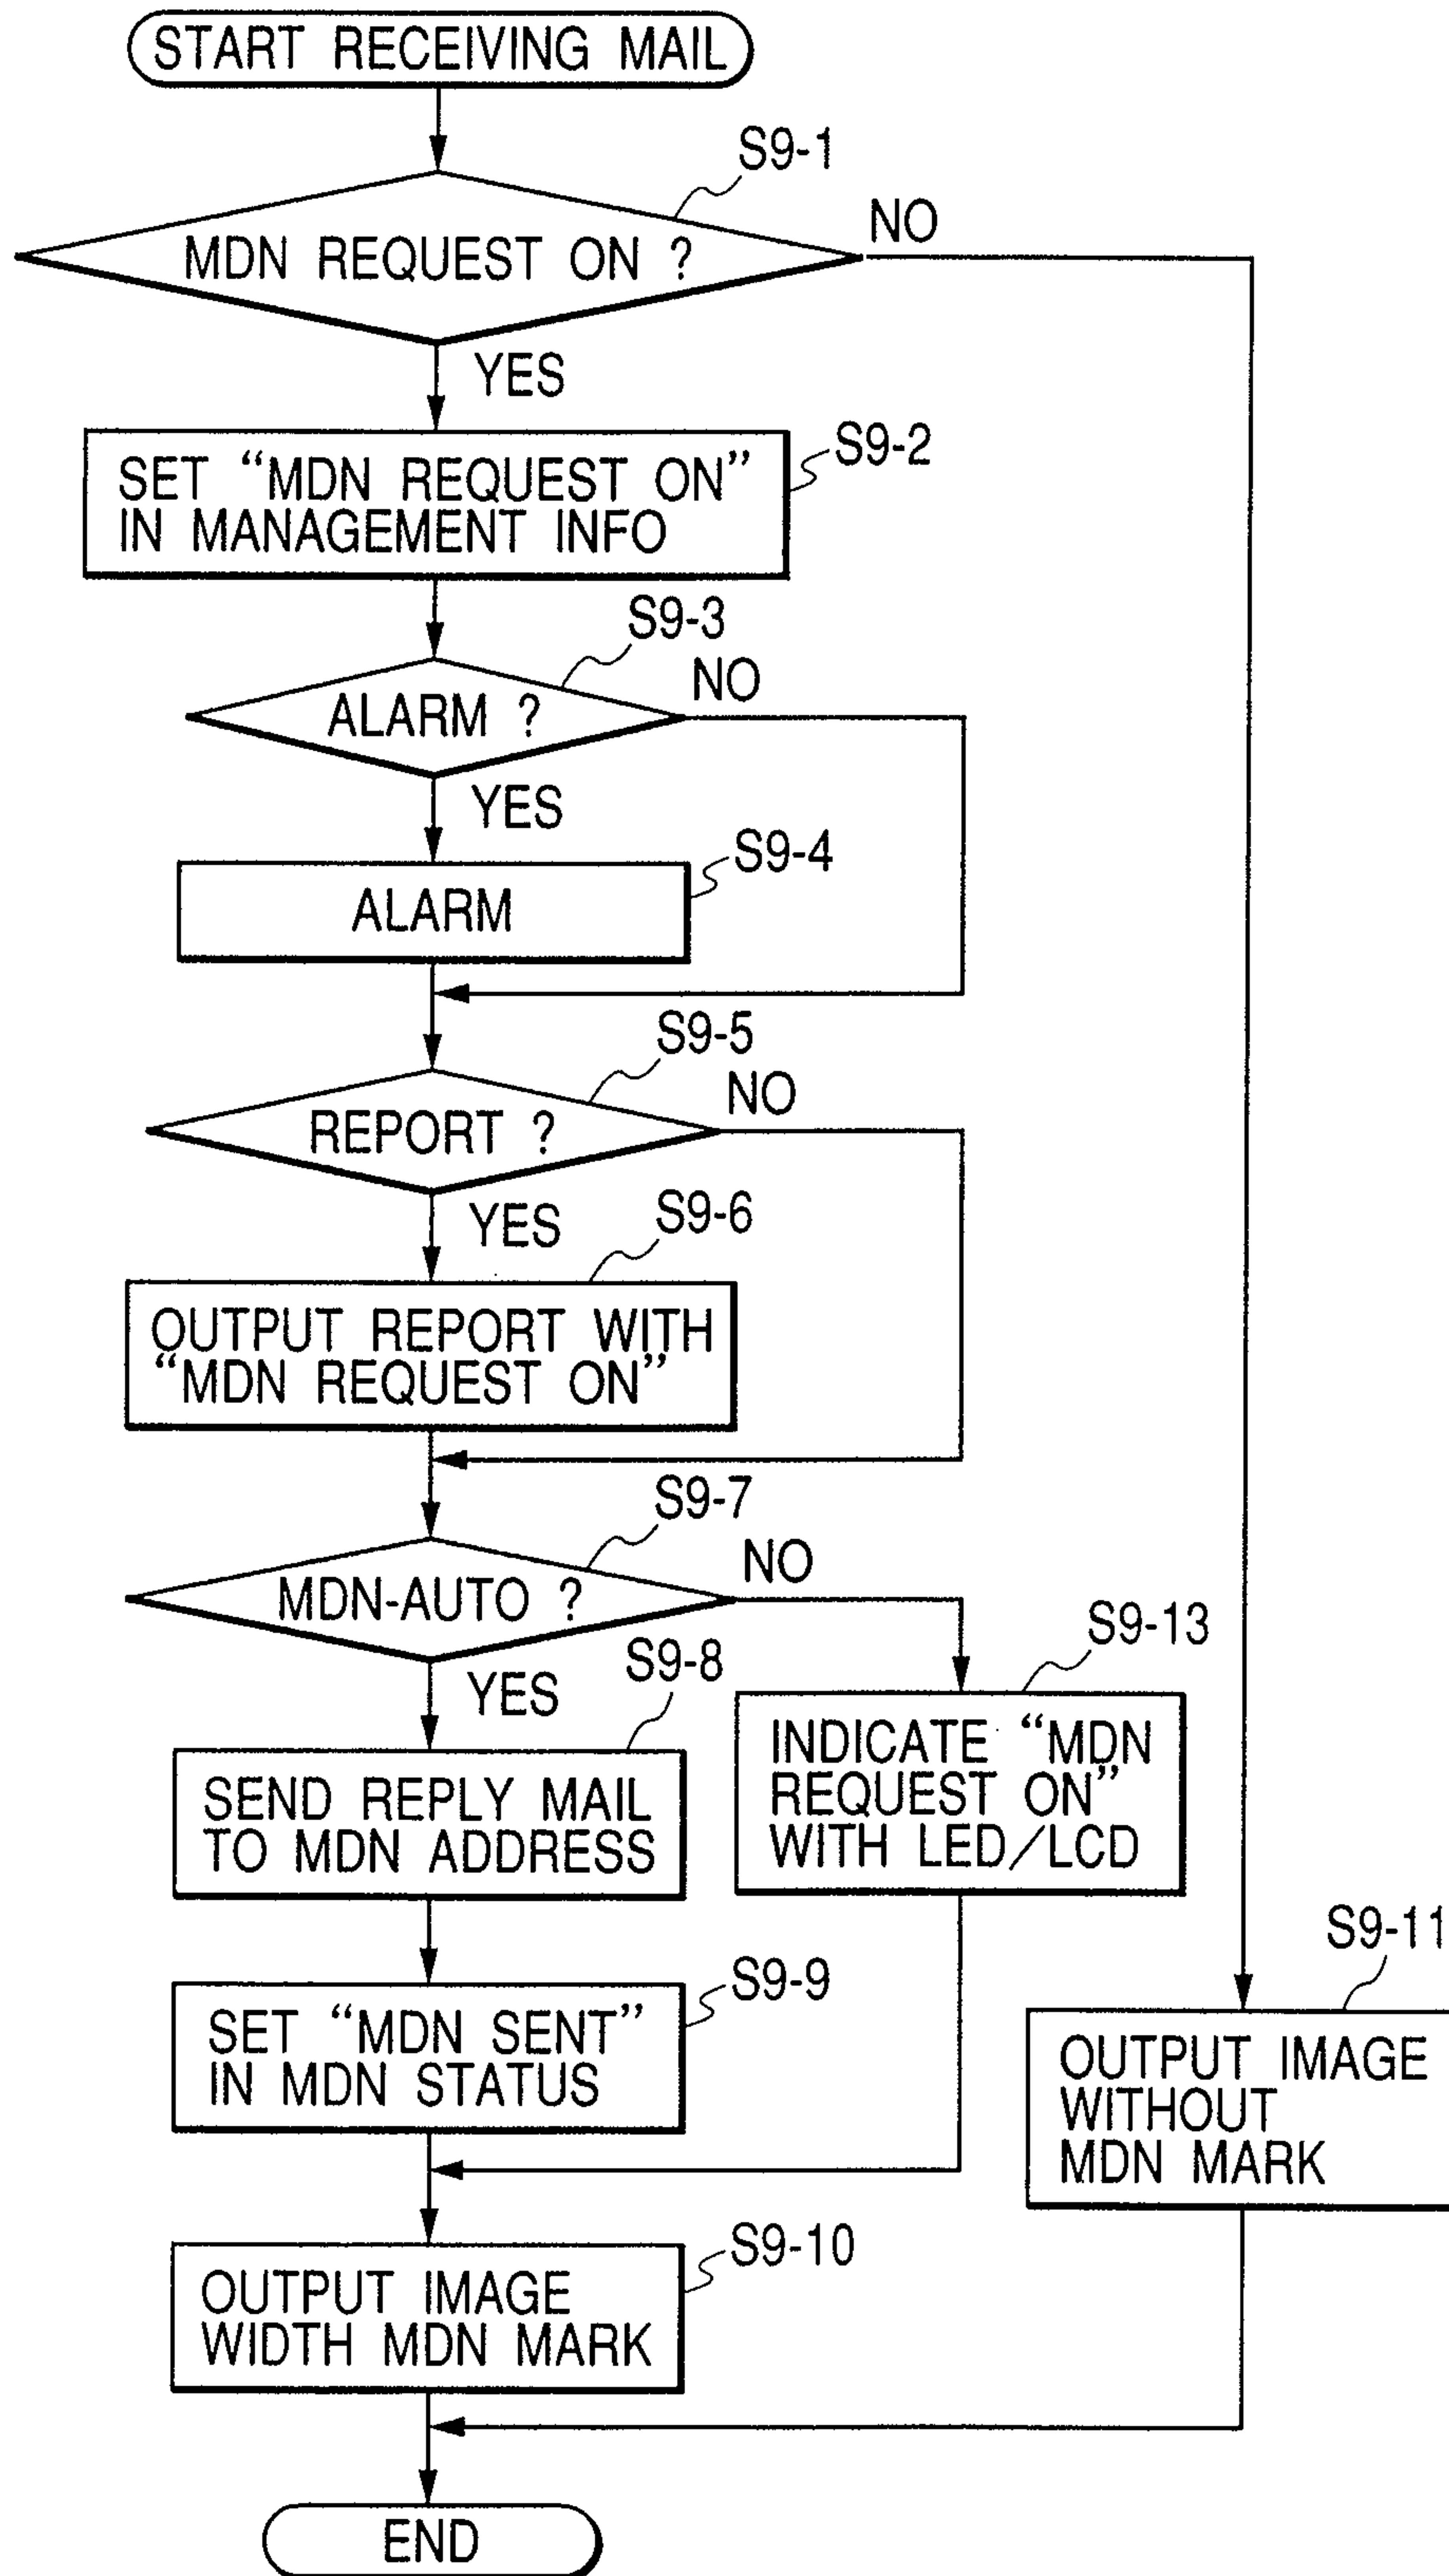 START RECEIVING MAIL
S9-1
MDN REQUEST ON ?
NO
YES
S9-2
SET “MDN REQUEST ON”
IN MANAGEMENT INFO
S9-3
ALARM ?
NO
YES
S9-4
ALARM
S9-5
REPORT ?
NO
YES
S9-6
OUTPUT REPORT WITH
“MDN REQUEST ON”
S9-7
MDN-AUTO ?
NO
YES
S9-8
SEND REPLY MAIL
TO MDN ADDRESS
S9-13
INDICATE “MDN
REQUEST ON”
WITH LED/LCD
S9-9
SET “MDN SENT”
IN MDN STATUS
S9-11
OUTPUT IMAGE
WITHOUT
MDN MARK
S9-10
OUTPUT IMAGE
WIDTH MDN MARK
END